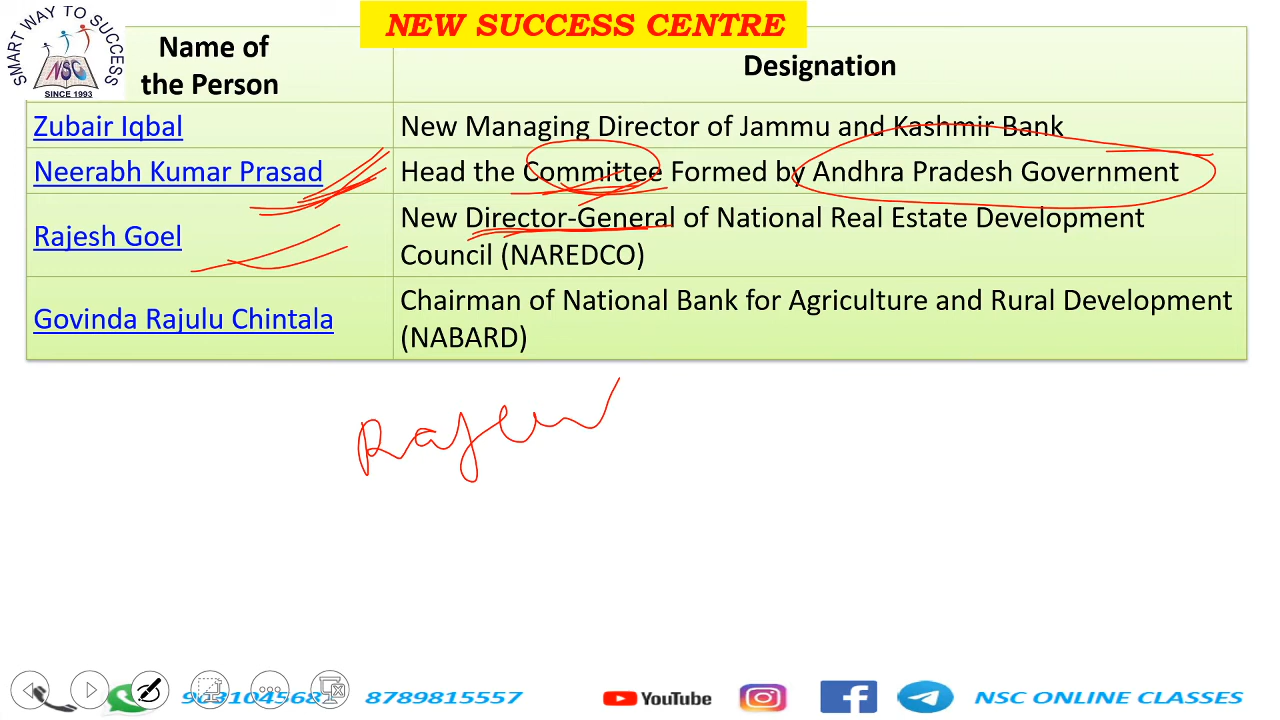 NEW SUCCESS CENTRE
SMART WAY TO SUCCESS
NSC
SINCE 1993
Name of
the Person
Designation
Zubair Iqbal
New Managing Director of Jammu and Kashmir Bank
Neerabh Kumar Prasad
Head the Committee Formed by Andhra Pradesh Government
Rajesh Goel
New Director-General of National Real Estate Development
Council (NAREDCO)
Govinda Rajulu Chintala
Chairman of National Bank for Agriculture and Rural Development
(NABARD)
8789815557
YouTube
NSC ONLINE CLASSES